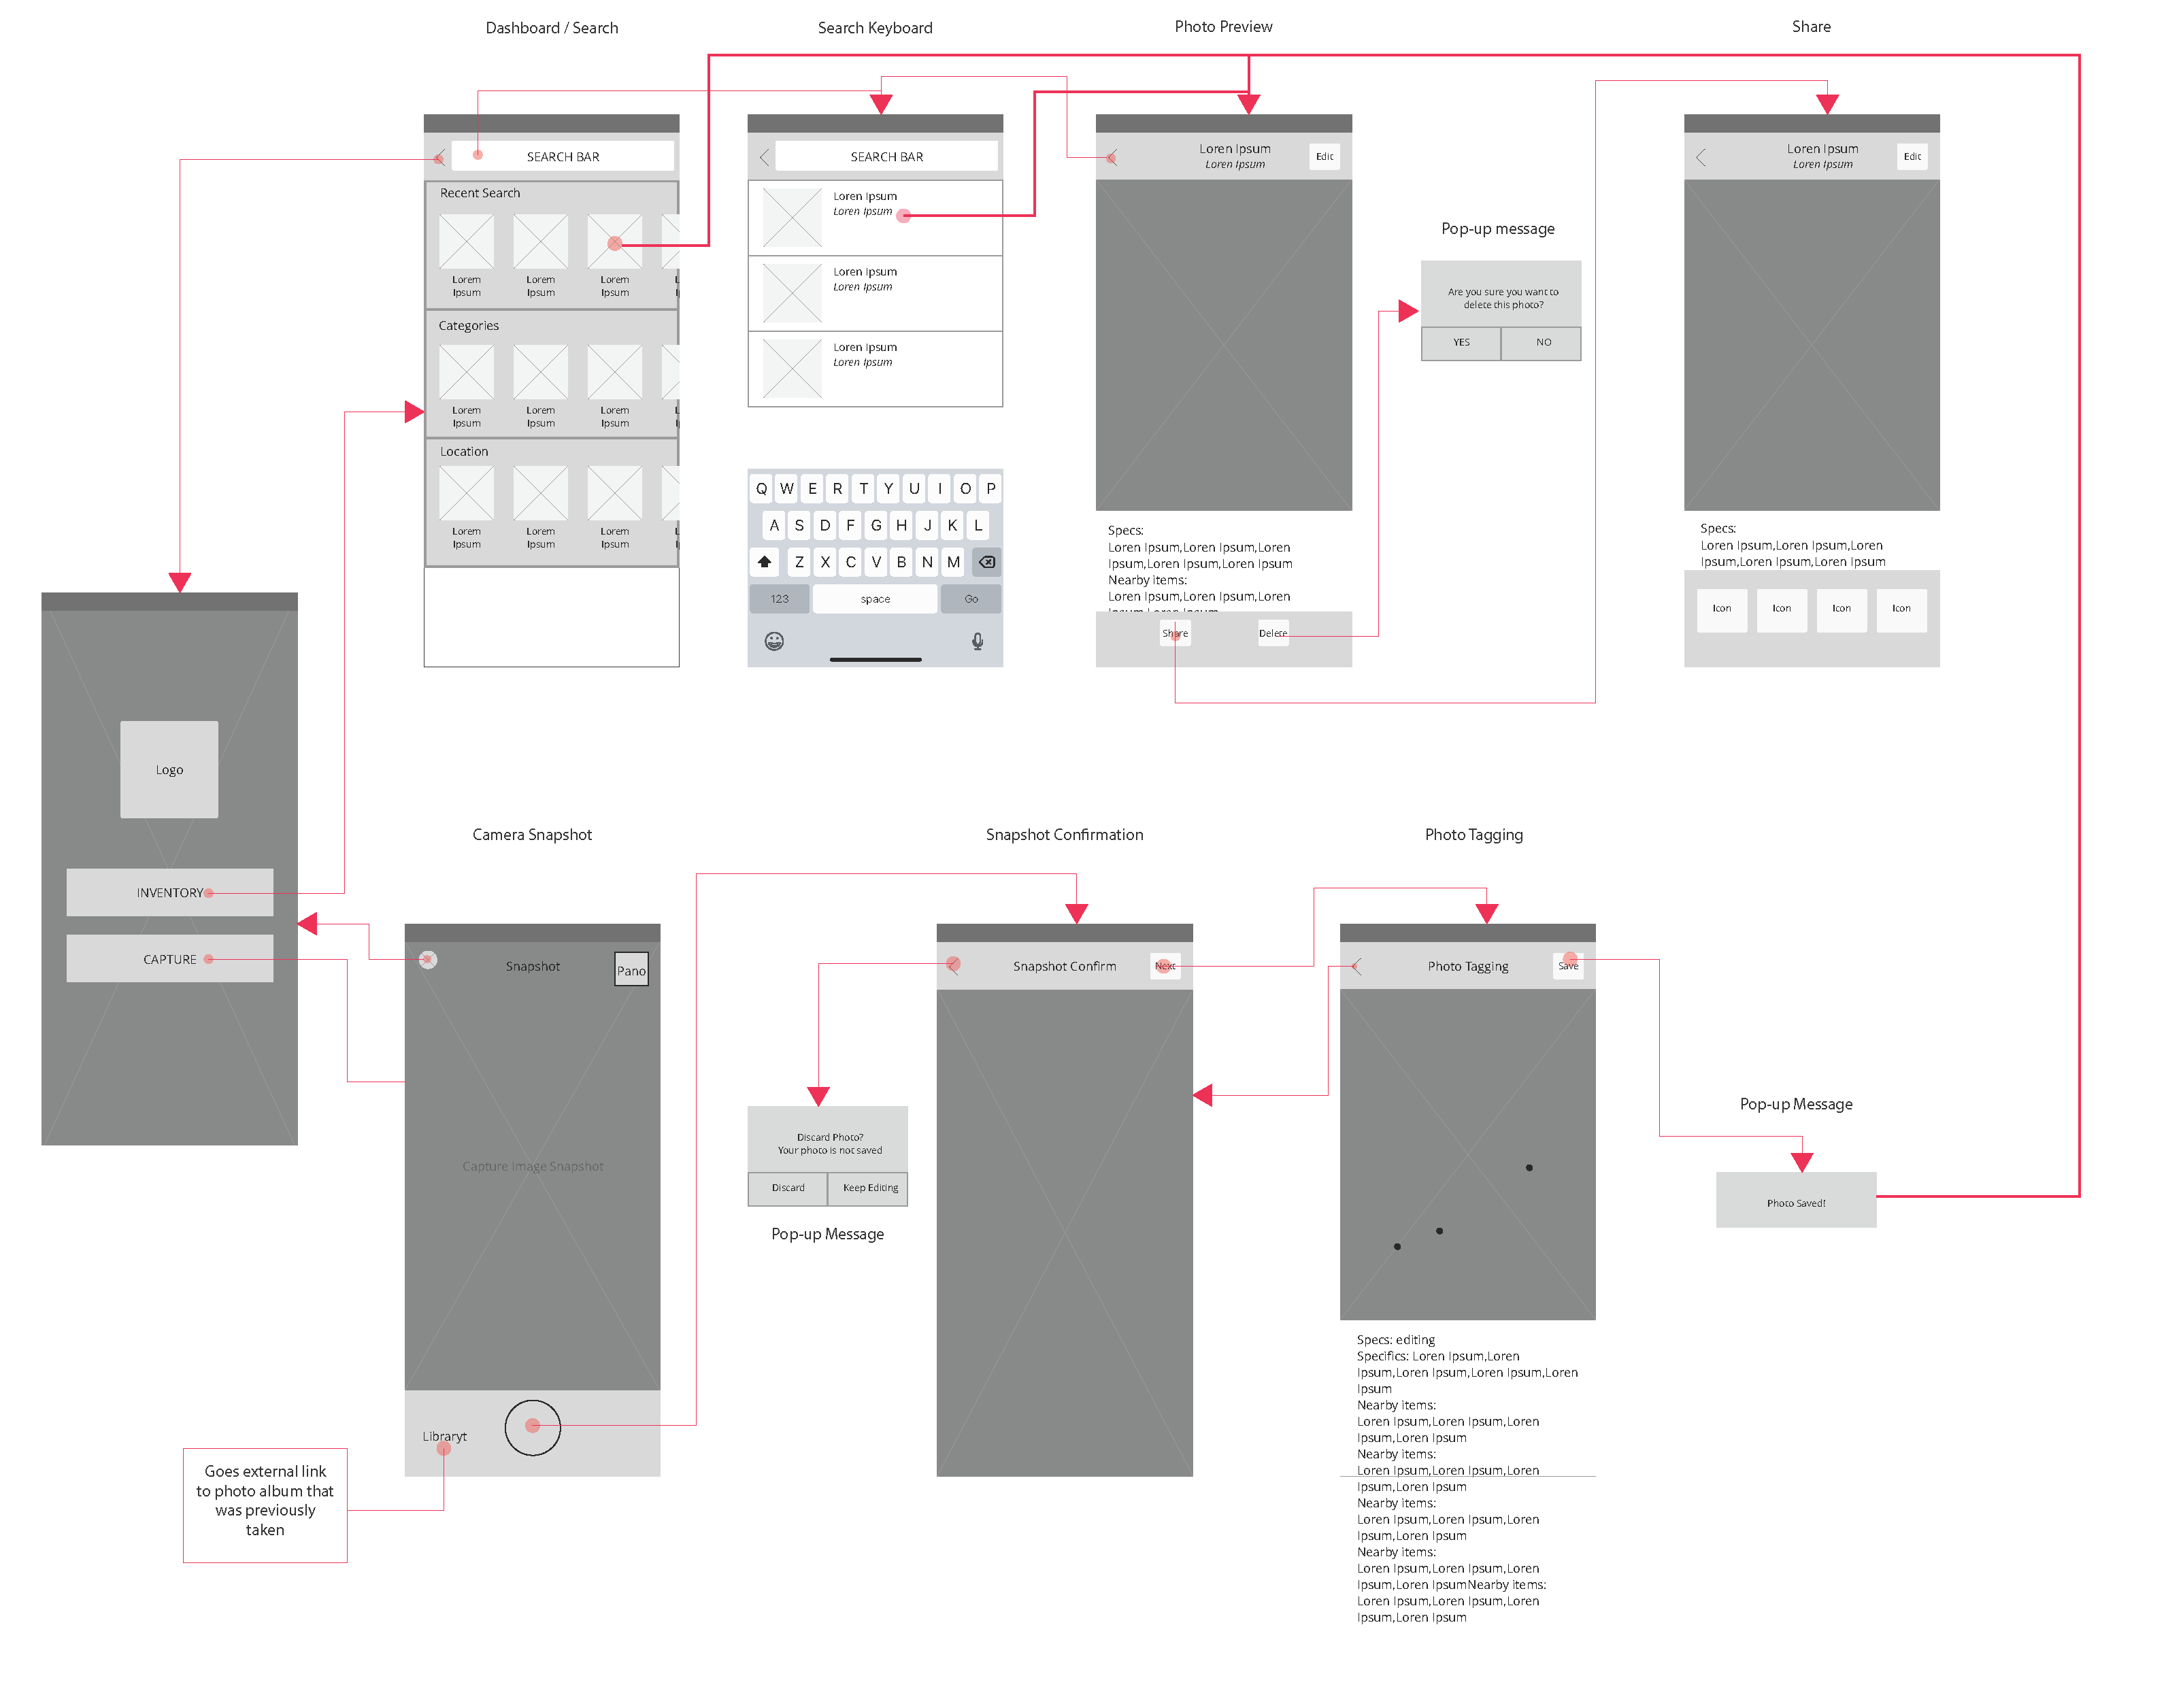 Dashboard / Search
Search Keyboard
Photo Preview
Share
SEARCH BAR
Recent Search
Lorem
Ipsum
Lorem
Ipsum
Lorem
Ipsum
Categories
Lorem
Ipsum
Lorem
Ipsum
Lorem
Ipsum
Location
Lorem
Ipsum
Lorem
Ipsum
Lorem
Ipsum
SEARCH BAR
Loren Ipsum
Loren Ipsum
Loren Ipsum
Loren Ipsum
Loren Ipsum
Loren Ipsum
Q W E R T Y U I O P
A S D F G H J K L
Z X C V B N M
123 space Go
Loren Ipsum
Loren Ipsum
Edit
Specs:
Loren Ipsum,Loren Ipsum,Loren
Ipsum,Loren Ipsum,Loren Ipsum
Nearby items:
Loren Ipsum,Loren Ipsum,Loren
Ipsum,Loren Ipsum
Share
Delete
Pop-up message
Are you sure you want to
delete this photo?
YES
NO
Loren Ipsum
Loren Ipsum
Edit
Specs:
Loren Ipsum,Loren Ipsum,Loren
Ipsum,Loren Ipsum,Loren Ipsum
Icon
Icon
Icon
Icon
Logo
INVENTORY
CAPTURE
Camera Snapshot
Snapshot Confirmation
Photo Tagging
Snapshot
Pano
Capture Image Snapshot
Libraryt
Goes external link
to photo album that
was previously
taken
Discard Photo?
Your photo is not saved
Discard
Keep Editing
Pop-up Message
Snapshot Confirm
Next
Photo Tagging
Save
Specs: editing
Specifics: Loren Ipsum,Loren
Ipsum,Loren Ipsum,Loren Ipsum,Loren
Ipsum
Nearby items:
Loren Ipsum,Loren Ipsum,Loren
Ipsum,Loren Ipsum
Nearby items:
Loren Ipsum,Loren Ipsum,Loren
Ipsum,Loren Ipsum
Nearby items:
Loren Ipsum,Loren Ipsum,Loren
Ipsum,Loren Ipsum
Nearby items:
Loren Ipsum,Loren Ipsum,Loren
Ipsum,Loren IpsumNearby items:
Loren Ipsum,Loren Ipsum,Loren
Ipsum,Loren Ipsum
Pop-up Message
Photo Saved!